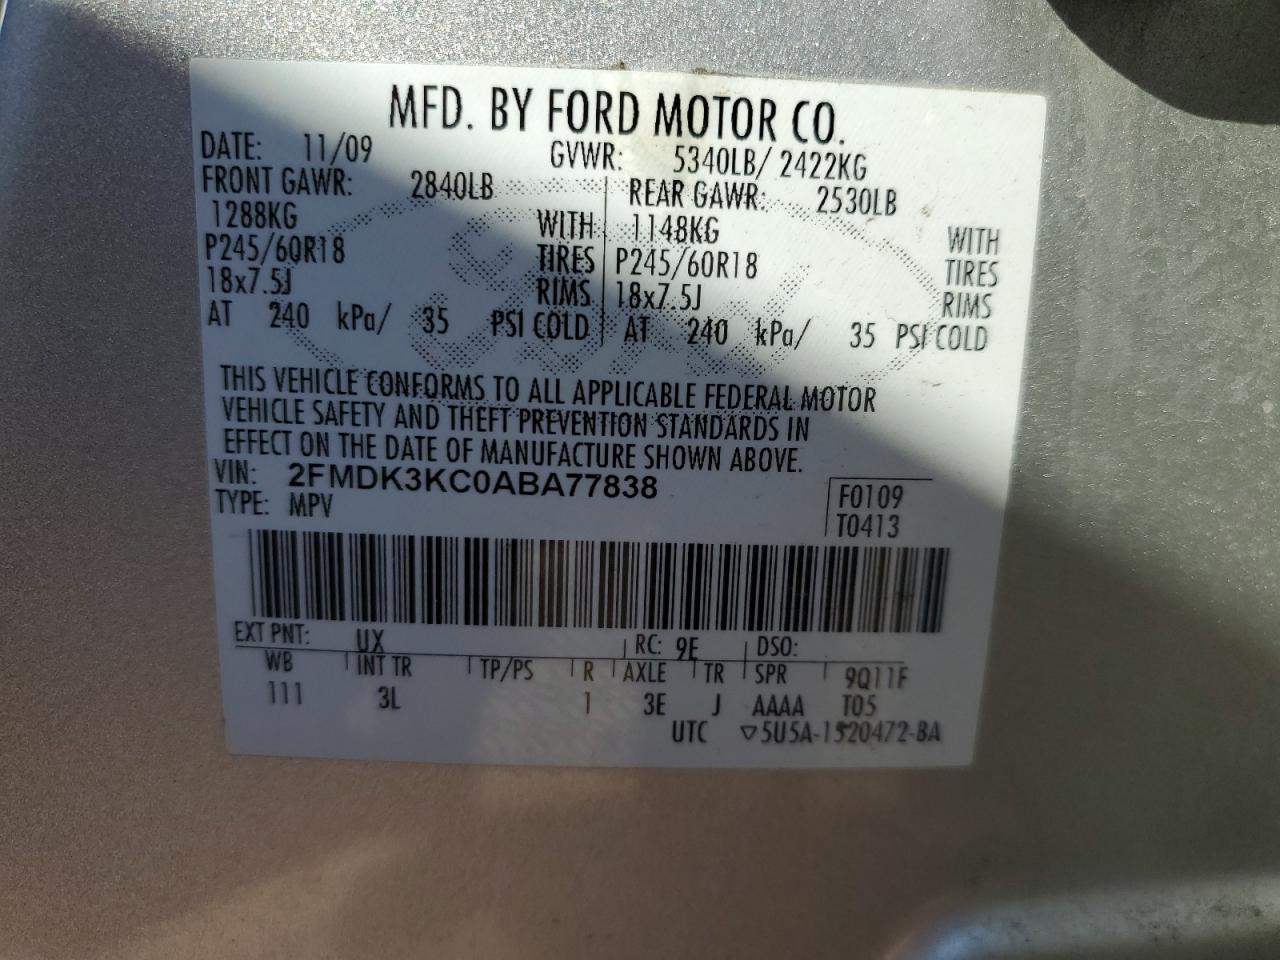 MFD. BY FORD MOTOR CO.
DATE: 11/09 GVWR: 5340LB/ 2422KG
FRONT GAWR: 2840LB REAR GAWR: 2530LB
1288KG WITH 1148KG WITH
P245/60R18 TIRES P245/60R18 TIRES
18x7.5J RIMS 18x7.5J RIMS
AT 240 kPa/ 35 PSI COLD AT 240 kPa/ 35 PSI COLD
THIS VEHICLE CONFORMS TO ALL APPLICABLE FEDERAL MOTOR
VEHICLE SAFETY AND THEFT PREVENTION STANDARDS IN
EFFECT ON THE DATE OF MANUFACTURE SHOWN ABOVE.
VIN: 2FMDK3KC0ABA77838
TYPE: MPV
F0109
T0413
EXT PNT: UX RC: 9E DSO:
WB INT TR TP/PS R AXLE TR SPR 9Q11F
111 3L 1 3E J AAAA T05
UTC ▽5U5A-1520472-BA